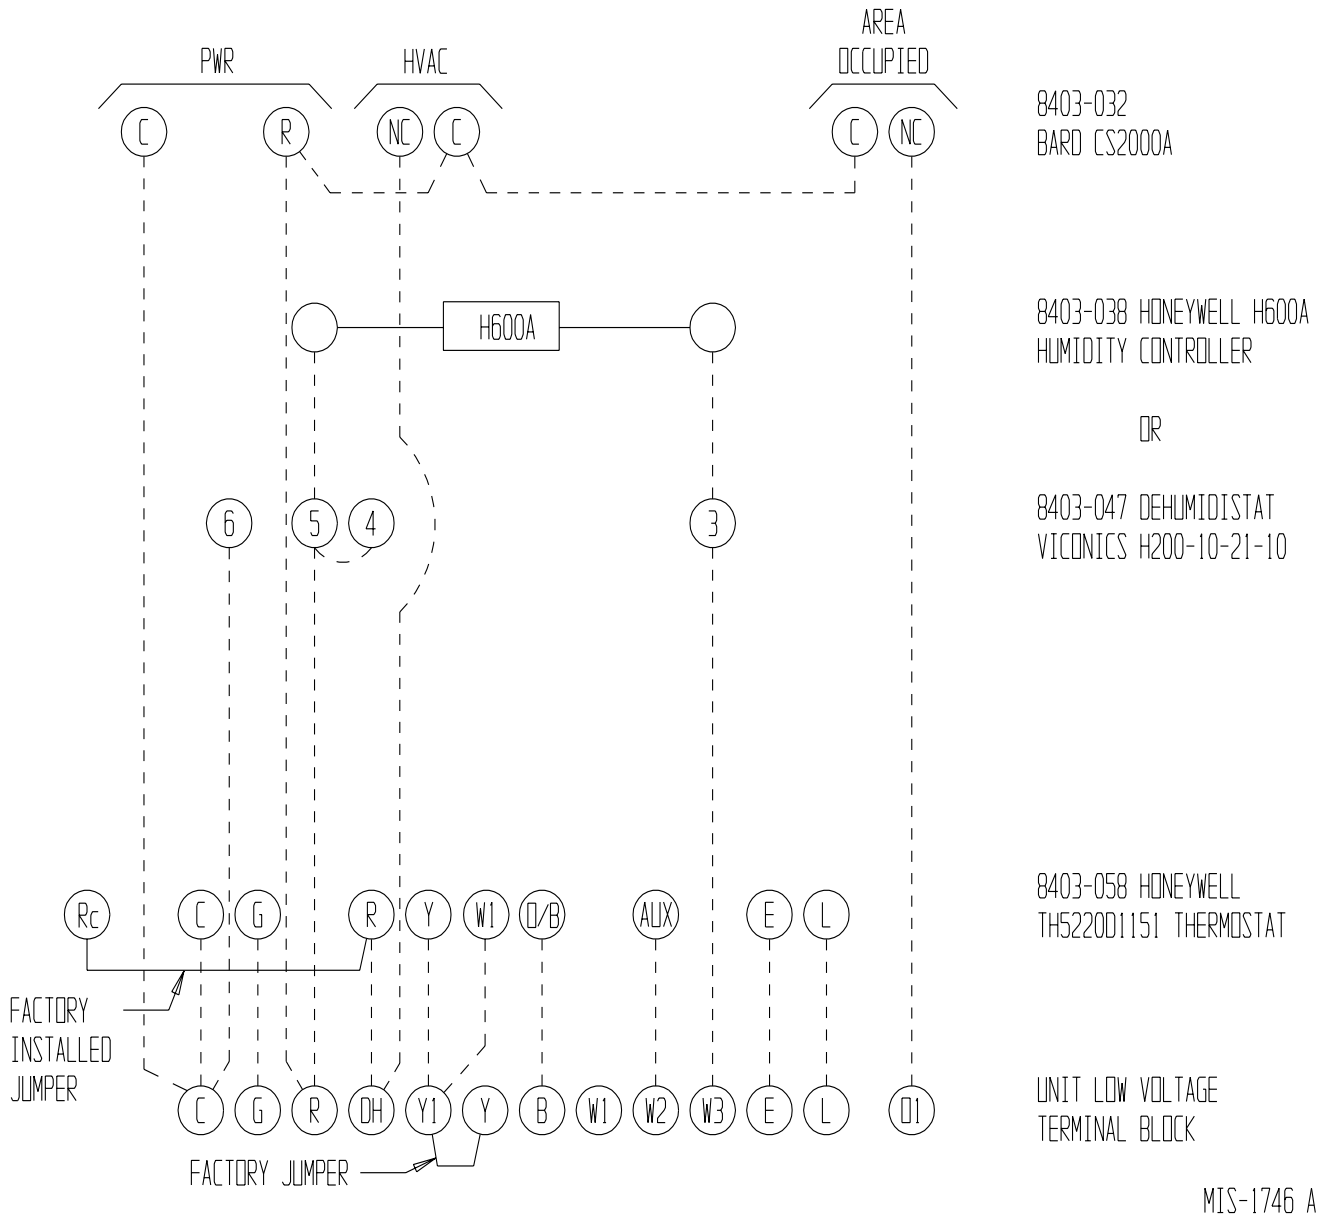 PWR HVAC AREA
OCCUPIED
C R NC C C NC
8403-032
BARD CS2000A
H600A
8403-038 HONEYWELL H600A
HUMIDITY CONTROLLER
OR
6 5 4 3
8403-047 DEHUMIDISTAT
VICONICS H200-10-21-10
Rc C G R Y W1 O/B AUX E L
8403-058 HONEYWELL
TH5220D1151 THERMOSTAT
FACTORY
INSTALLED
JUMPER
C G R DH Y1 Y B W1 W2 W3 E L O1
UNIT LOW VOLTAGE
TERMINAL BLOCK
FACTORY JUMPER
MIS-1746 A